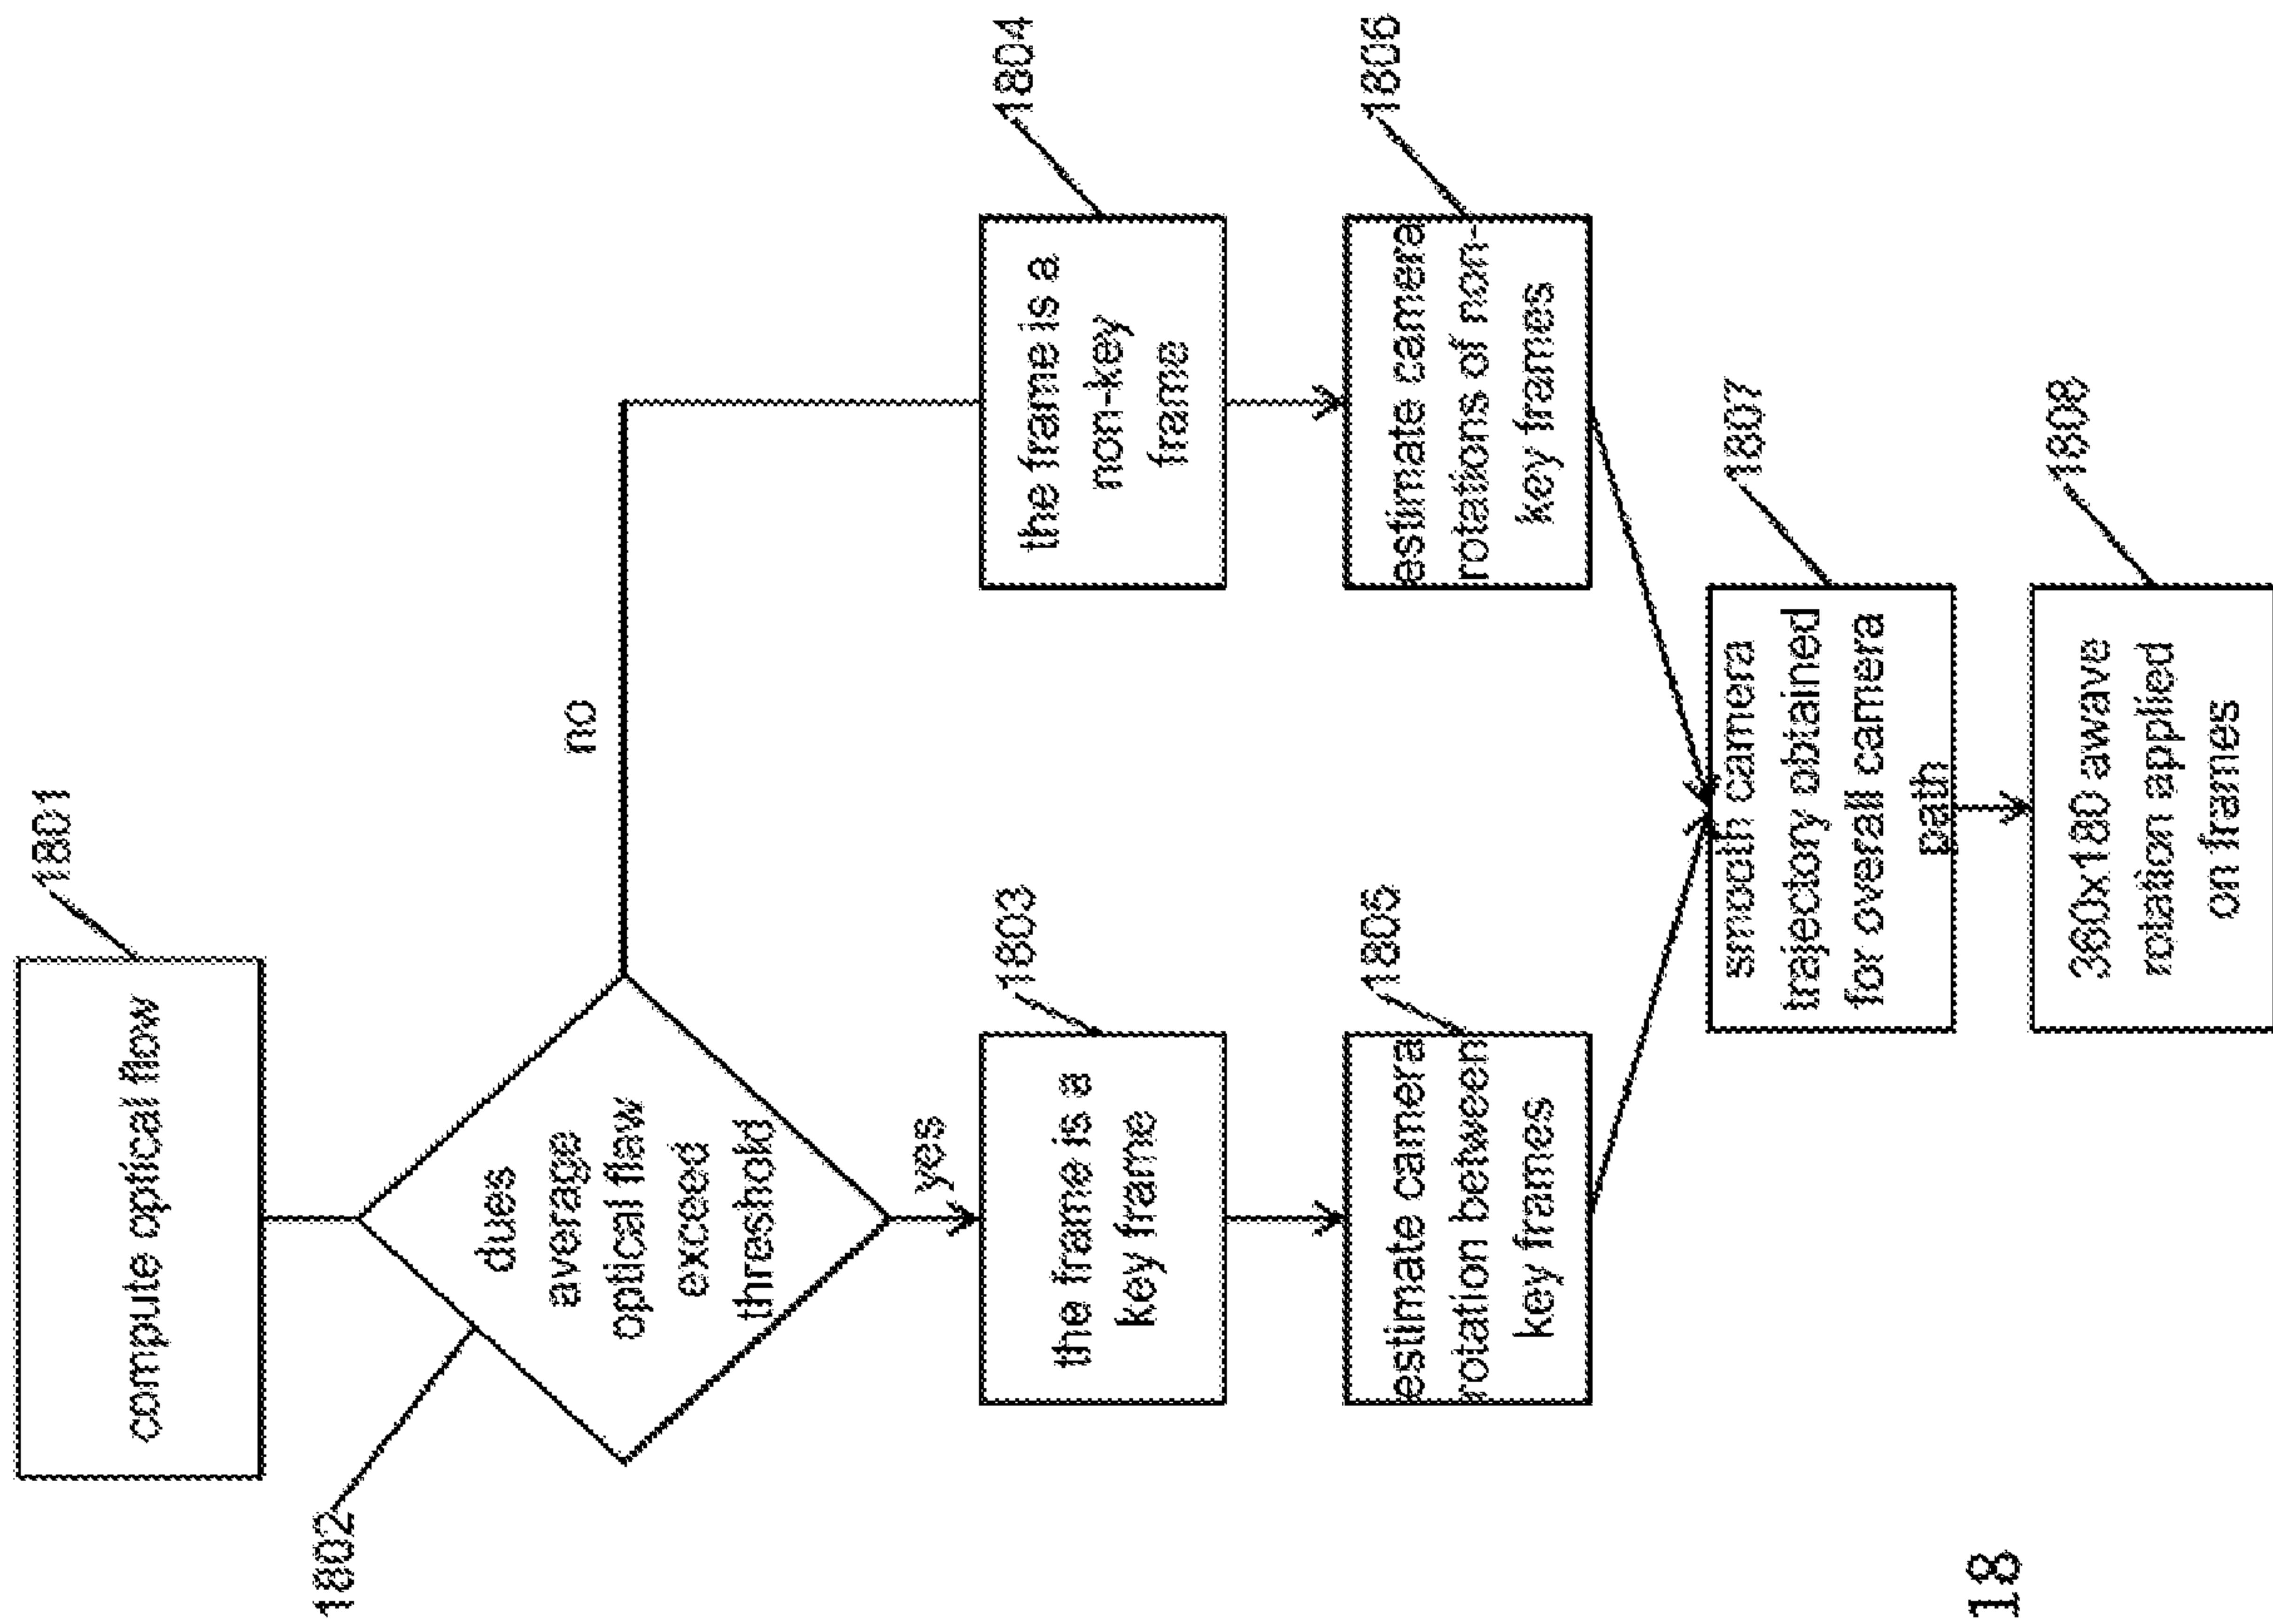 compute optical flow
1801
1802
dues
average
optical flaw
exceed
threshold
no
yes
the frame is a
key frame
1803
the frame is a
non-key
frame
1804
estimate camera
rotation between
key frames
1805
estimate camera
rotations of non-
key frames
1806
smooth camera
trajectory obtained
for overall camera
path
1807
360x180 awave
rotation applied
on frames
1808
18